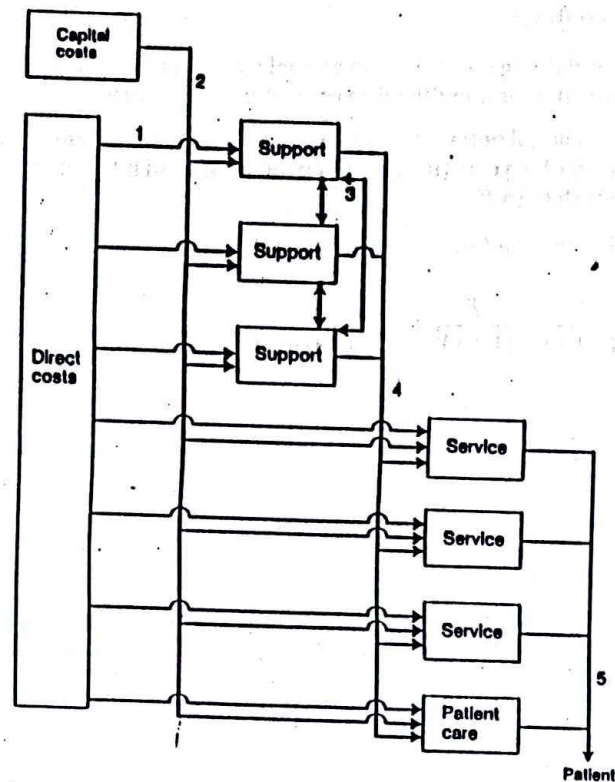 Capital
costs
2
1
Support
3
Support
Support
Direct
costs
4
Service
Service
Service
5
Patient
care
Patient